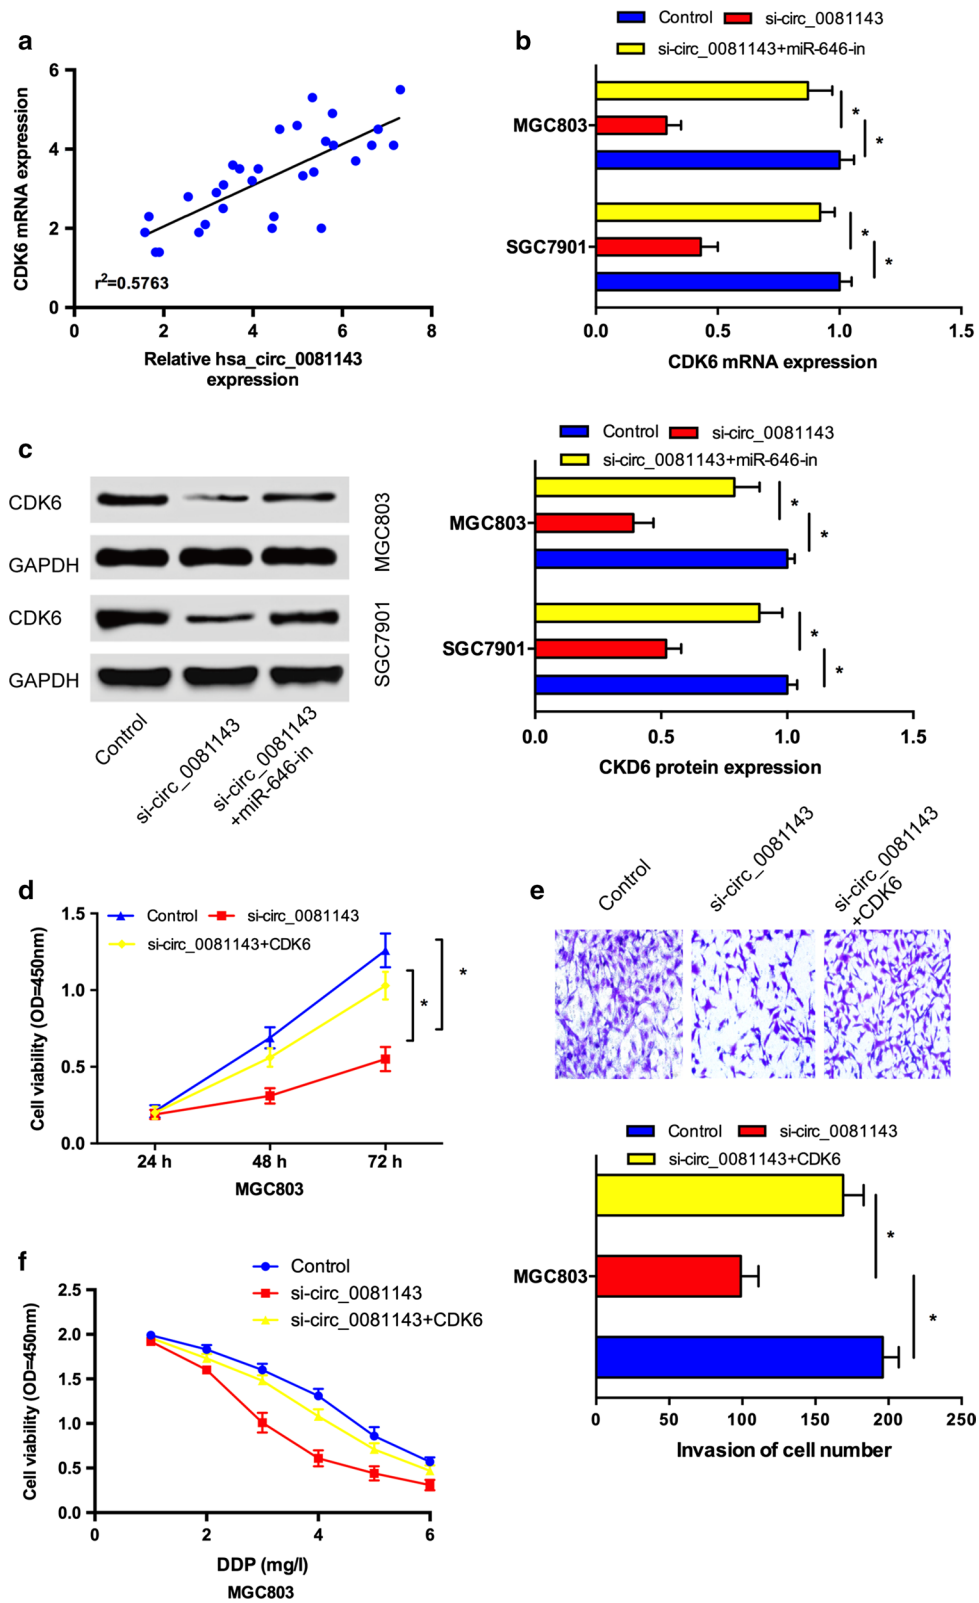 a
CDK6 mRNA expression
6
4
2
0
r²=0.5763
0 2 4 6 8
Relative hsa_circ_0081143
expression
b
Control si-circ_0081143
si-circ_0081143+miR-646-in
MGC803
*
*
SGC7901
*
*
0.0 0.5 1.0 1.5
CDK6 mRNA expression
c
CDK6
GAPDH
MGC803
CDK6
GAPDH
SGC7901
Control
si-circ_0081143
si-circ_0081143
+miR-646-in
Control si-circ_0081143
si-circ_0081143+miR-646-in
MGC803
*
*
SGC7901
*
*
0.0 0.5 1.0 1.5
CKD6 protein expression
d
Cell viability (OD=450nm)
1.5
1.0
0.5
0.0
Control si-circ_0081143
si-circ_0081143+CDK6
*
*
24 h 48 h 72 h
MGC803
e
Control
si-circ_0081143
si-circ_0081143
+CDK6
Control si-circ_0081143
si-circ_0081143+CDK6
MGC803
*
*
0 50 100 150 200 250
Invasion of cell number
f
Control
si-circ_0081143
si-circ_0081143+CDK6
Cell viability (OD=450nm)
2.5
2.0
1.5
1.0
0.5
0.0
0 2 4 6
DDP (mg/l)
MGC803